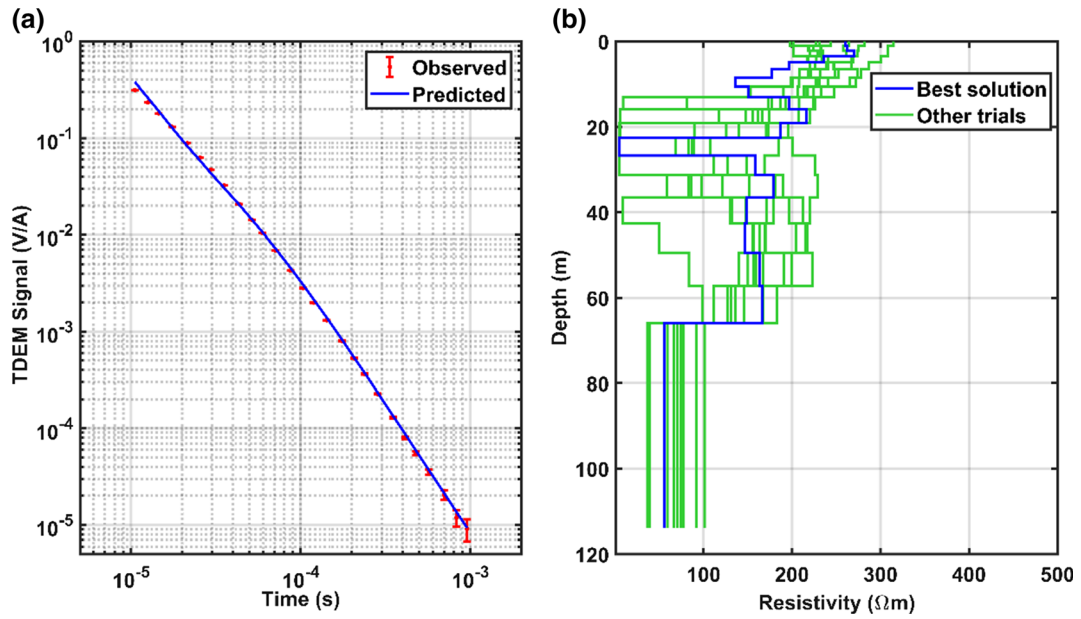 (a)
TDEM Signal (V/A)
10^0
10^-1
10^-2
10^-3
10^-4
10^-5
Observed
Predicted
10^-5
10^-4
10^-3
Time (s)
(b)
Depth (m)
0
20
40
60
80
100
120
Best solution
Other trials
100
200
300
400
500
Resistivity (Ωm)